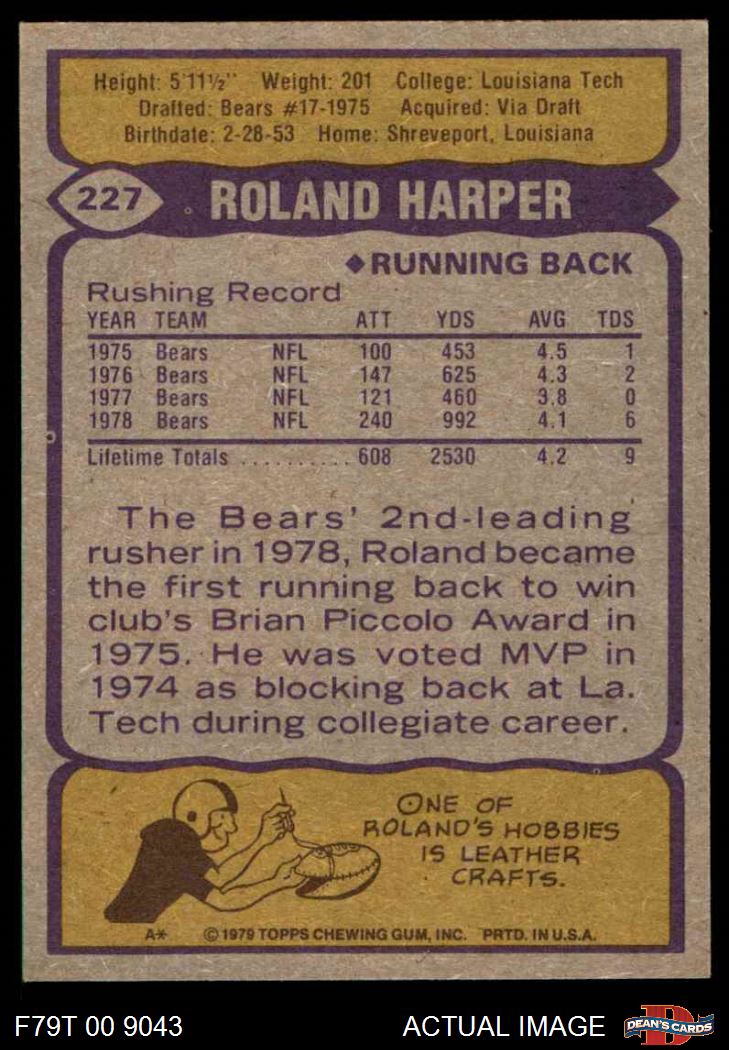 Height: 5'11½" Weight: 201 College: Louisiana Tech
Drafted: Bears #17-1975 Acquired: Via Draft
Birthdate: 2-28-53 Home: Shreveport, Louisiana
227 ROLAND HARPER
◆RUNNING BACK
Rushing Record
YEAR TEAM ATT YDS AVG TDS
1975 Bears NFL 100 453 4.5 1
1976 Bears NFL 147 625 4.3 2
1977 Bears NFL 121 460 3.8 0
1978 Bears NFL 240 992 4.1 6
Lifetime Totals .......... 608 2530 4.2 9
The Bears' 2nd-leading
rusher in 1978, Roland became
the first running back to win
club's Brian Piccolo Award in
1975. He was voted MVP in
1974 as blocking back at La.
Tech during collegiate career.
ONE OF
ROLAND'S HOBBIES
IS LEATHER
CRAFTS.
A* © 1979 TOPPS CHEWING GUM, INC. PRTD. IN U.S.A.
F79T 00 9043 ACTUAL IMAGE DEAN'S CARDS